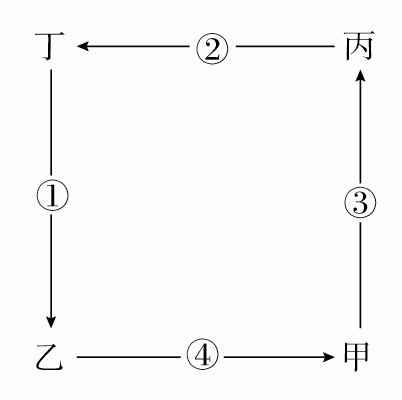 丁 ② 丙
① ③
乙 ④ 甲